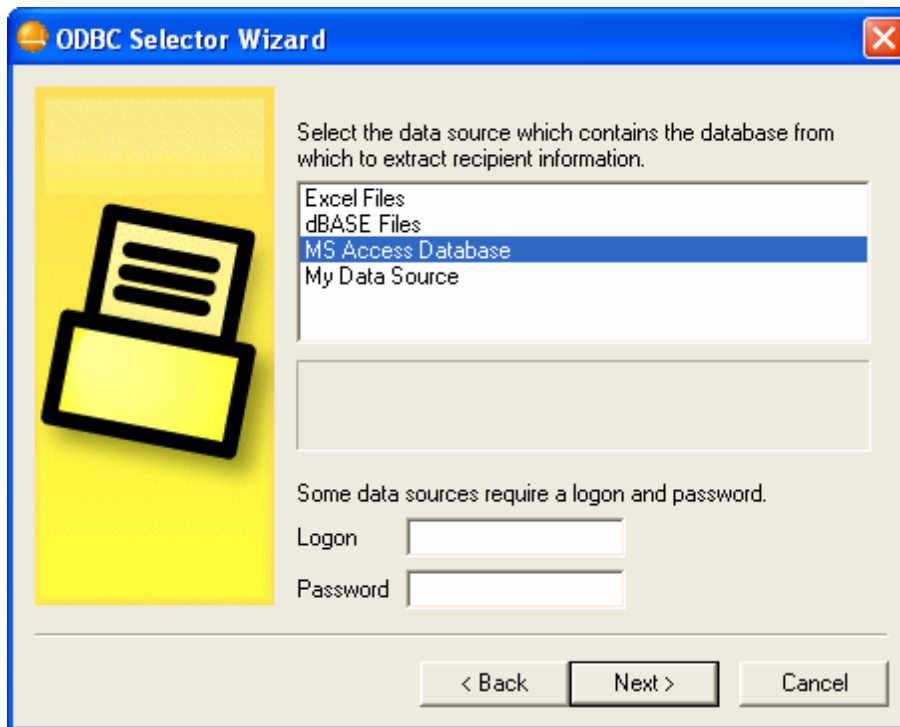 ODBC Selector Wizard
Select the data source which contains the database from
which to extract recipient information.
Excel Files
dBASE Files
MS Access Database
My Data Source
Some data sources require a logon and password.
Logon
Password
< Back
Next >
Cancel